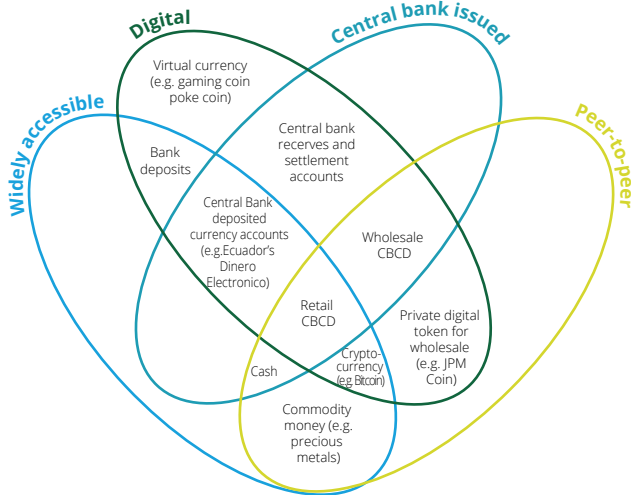 Digital
Central bank issued
Widely accessible
Peer-to-peer
Virtual currency
(e.g. gaming coin
poke coin)
Bank
deposits
Central bank
recerves and
settlement
accounts
Central Bank
deposited
currency accounts
(e.g.Ecuador's
Dinero
Electronico)
Wholesale
CBCD
Retail
CBCD
Private digital
token for
wholesale
(e.g. JPM
Coin)
Cash
Crypto-
currency
(e.g. Bitcoin)
Commodity
money (e.g.
precious
metals)